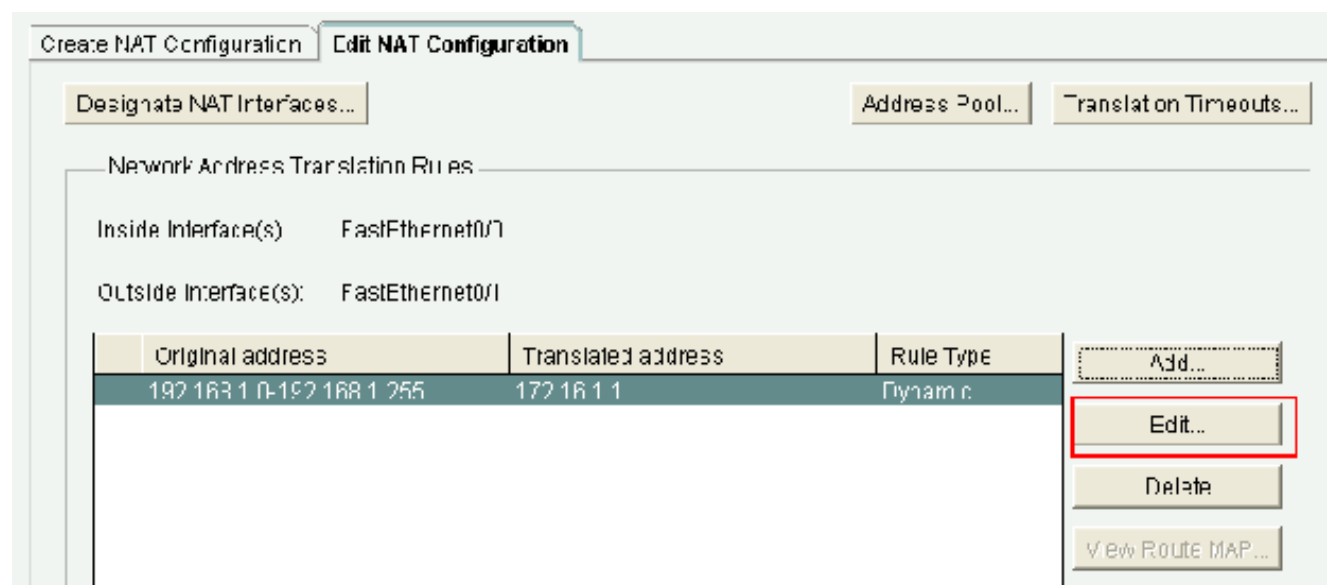 Create NAT Configuration Edit NAT Configuration
Designate NAT Interfaces... Address Pool... Translation Timeouts...
Network Address Translation Rules
Inside Interface(s) FastEthernet0/0
Outside Interface(s): FastEthernet0/1
Original address Translated address Rule Type
192.168.1.0-192.168.1.255 172.16.1.1 Dynamic
Add...
Edit...
Delete
View Route MAP...